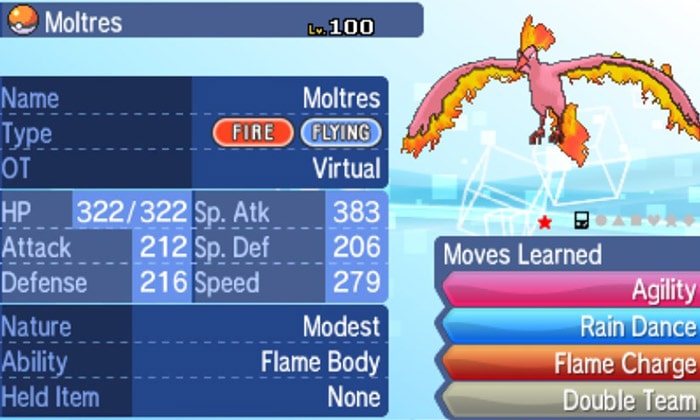 Moltres Lv.100
Name Moltres
Type FIRE FLYING
OT Virtual
HP 322/322 Sp. Atk 383
Attack 212 Sp. Def 206
Defense 216 Speed 279
Nature Modest
Ability Flame Body
Held Item None
Moves Learned
Agility
Rain Dance
Flame Charge
Double Team